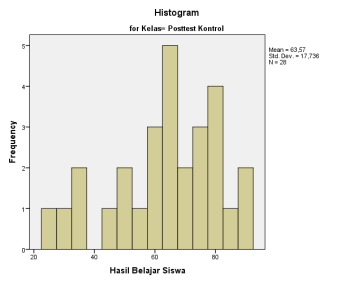 Histogram
for Kelas= Posttest Kontrol
Mean = 63,57
Std. Dev. = 17,736
N = 28
Frequency
5
4
3
2
1
0
20
40
60
80
Hasil Belajar Siswa